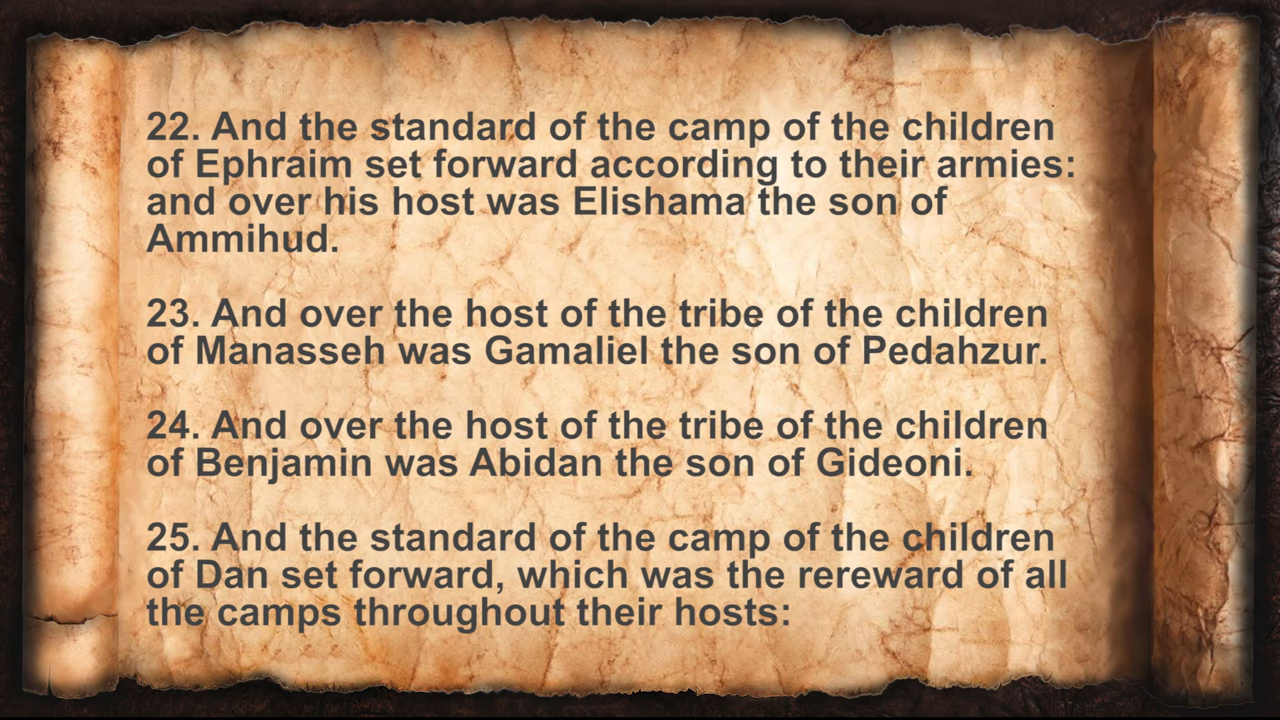 22. And the standard of the camp of the children
of Ephraim set forward according to their armies:
and over his host was Elishama the son of
Ammihud.
23. And over the host of the tribe of the children
of Manasseh was Gamaliel the son of Pedahzur.
24. And over the host of the tribe of the children
of Benjamin was Abidan the son of Gideoni.
25. And the standard of the camp of the children
of Dan set forward, which was the rereward of all
the camps throughout their hosts: